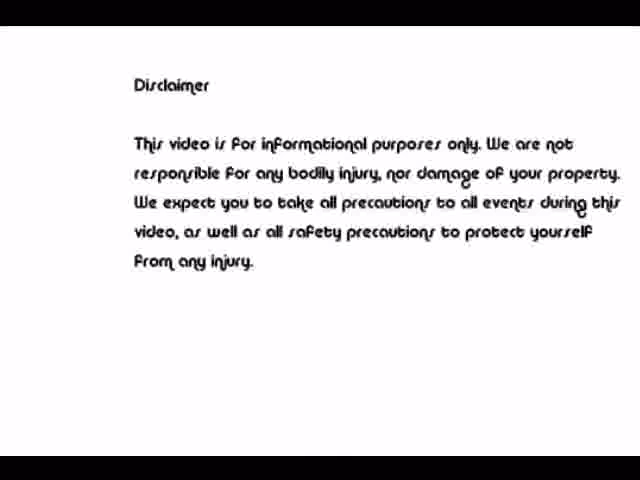 Disclaimer
This video is for informational purposes only. We are not
responsible for any bodily injury, nor damage of your property.
We expect you to take all precautions to all events during this
video, as well as all safety precautions to protect yourself
from any injury.